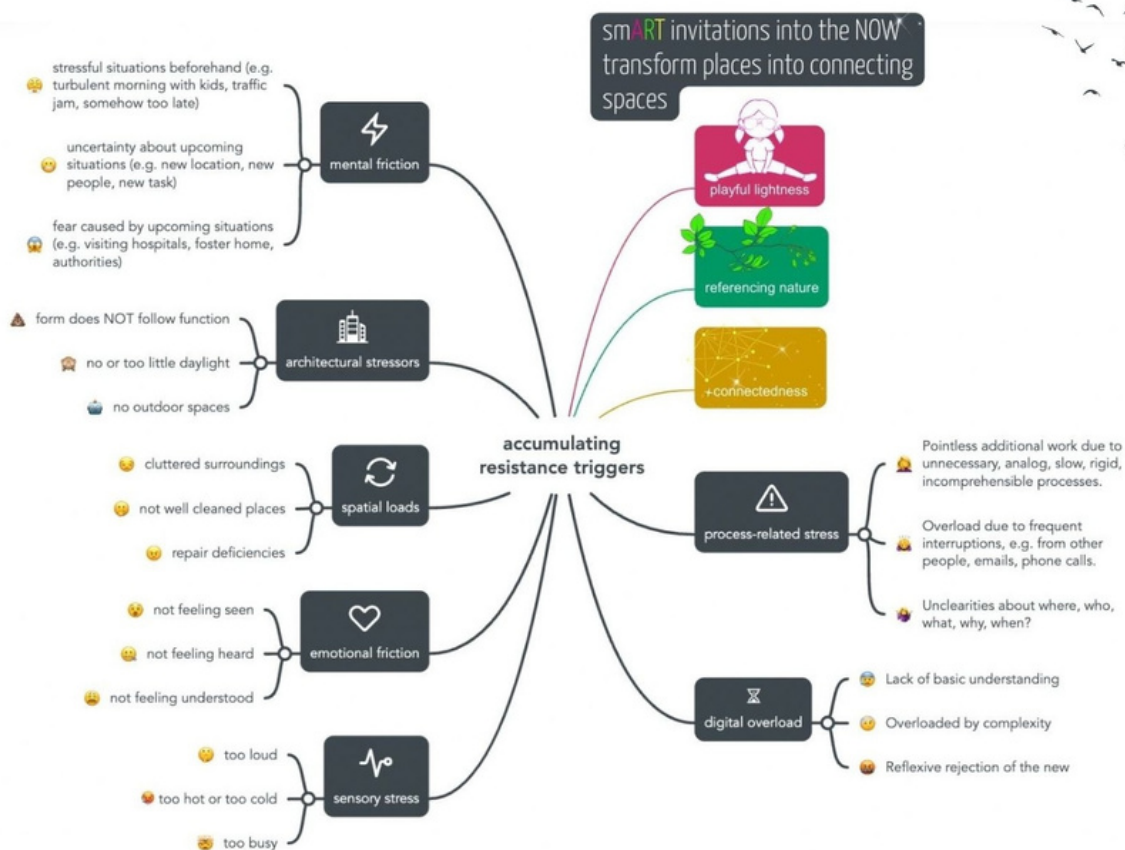 smART invitations into the NOW
transform places into connecting
spaces
stressful situations beforehand (e.g.
turbulent morning with kids, traffic
jam, somehow too late)
uncertainty about upcoming
situations (e.g. new location, new
people, new task)
fear caused by upcoming situations
(e.g. visiting hospitals, foster home,
authorities)
mental friction
form does NOT follow function
no or too little daylight
no outdoor spaces
architectural stressors
cluttered surroundings
not well cleaned places
repair deficiencies
spatial loads
not feeling seen
not feeling heard
not feeling understood
emotional friction
too loud
too hot or too cold
too busy
sensory stress
accumulating
resistance triggers
playful lightness
referencing nature
+connectedness
process-related stress
Pointless additional work due to
unnecessary, analog, slow, rigid,
incomprehensible processes.
Overload due to frequent
interruptions, e.g. from other
people, emails, phone calls.
Unclearities about where, who,
what, why, when?
digital overload
Lack of basic understanding
Overloaded by complexity
Reflexive rejection of the new